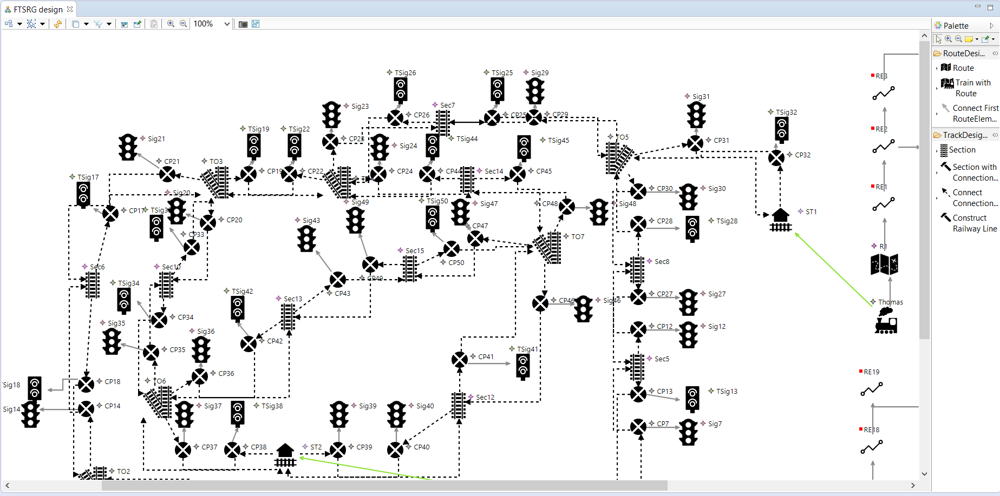 FTSRG design
100%
Palette
RouteDesi...
Route
Train with
Route
Connect First
RouteElem...
TrackDesig...
Section
Section with
Connection...
Connect
Connection...
Construct
Railway Line
TSig26
TSig25
Sig29
RE3
Sig31
Sig23
Sec7
CP26
CP25
CP29
TSig32
TSig19
TSig22
RE2
Sig21
CP23
Sig24
TSig44
TSig45
TO5
CP31
CP32
CP21
TO3
CP19
CP22
CP24
CP44
Sec14
CP45
TSig17
RE1
Sig20
CP30
Sig30
Sig49
TSig50
Sig47
CP48
Sig48
CP17
CP20
Sig43
CP47
CP28
TSig28
ST1
CP33
TO7
R1
Sec15
Sec6
Sec10
CP50
Sec8
CP49
TSig34
TSig42
CP43
Sec13
CP46
Sig46
CP27
Sig27
Thomas
CP34
Sig35
Sig36
CP42
CP12
Sig12
CP35
CP41
TSig41
Sec5
CP36
RE19
CP18
TO6
Sig18
CP13
TSig13
Sec12
CP14
Sig14
Sig37
TSig38
Sig39
Sig40
CP7
Sig7
RE18
CP37
CP38
ST2
CP39
CP40
TO2